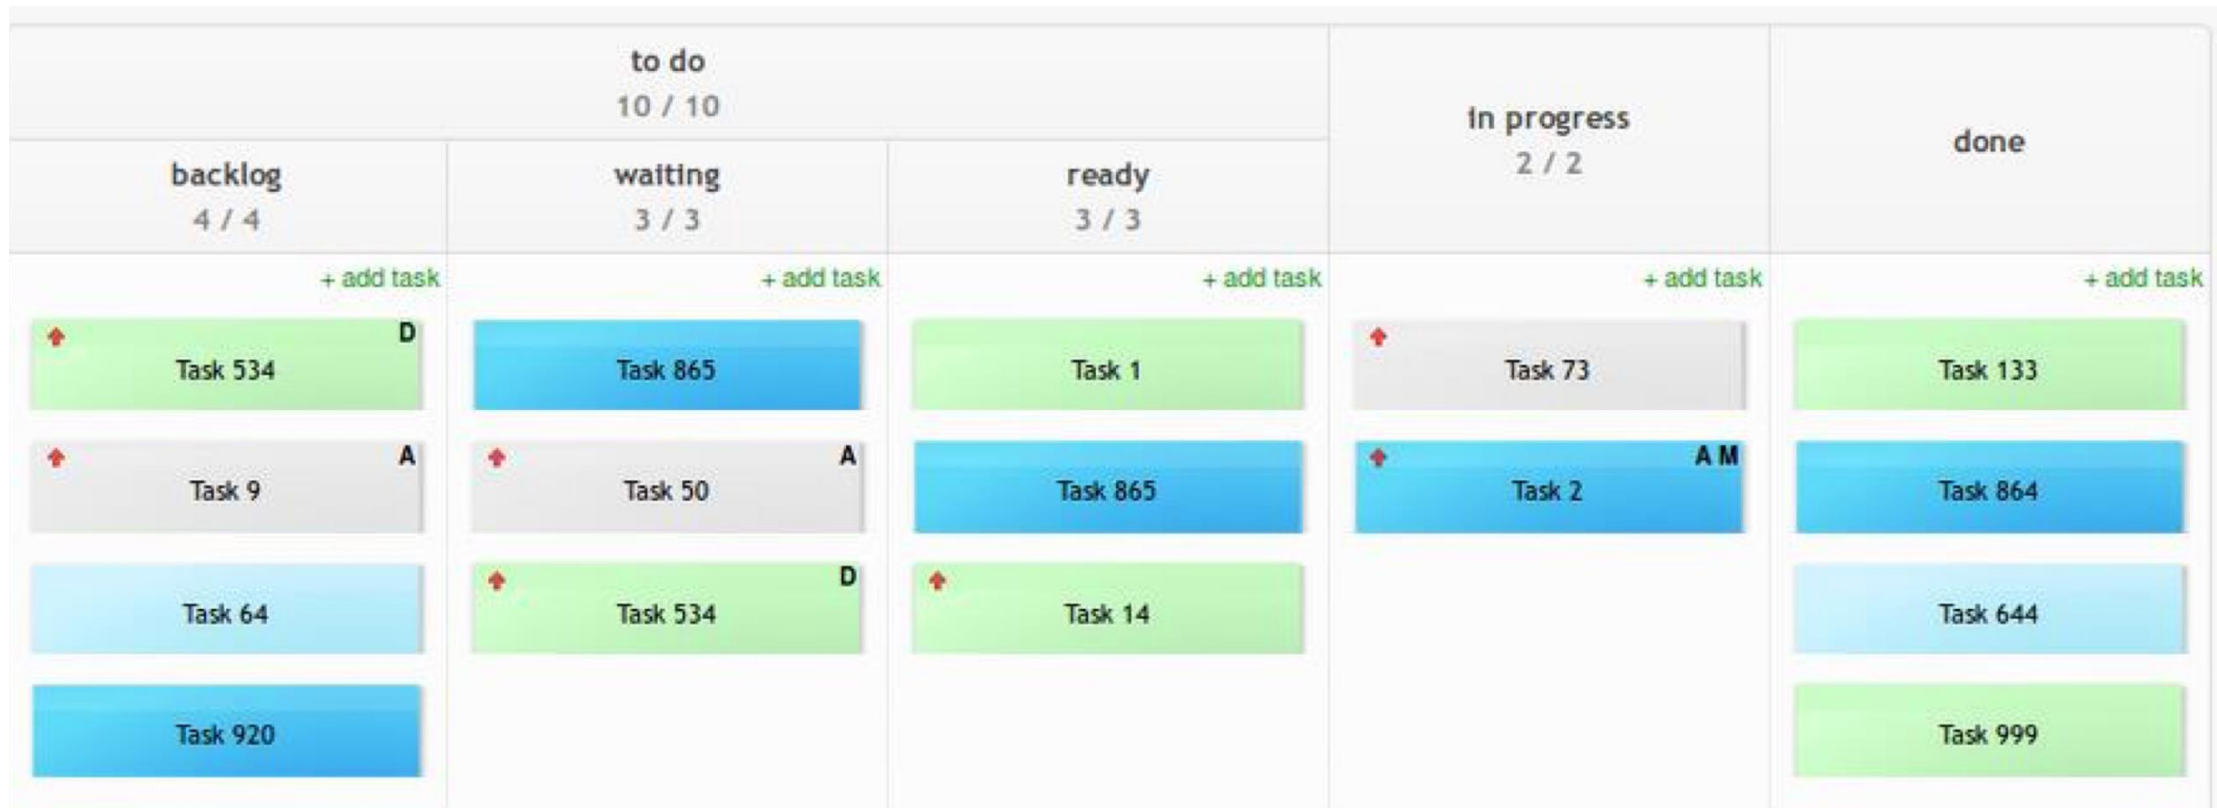 to do
10 / 10
backlog
4 / 4
waiting
3 / 3
ready
3 / 3
in progress
2 / 2
done
+ add task
D
Task 534
A
Task 9
Task 64
Task 920
+ add task
Task 865
A
Task 50
D
Task 534
+ add task
Task 1
Task 865
Task 14
+ add task
Task 73
A M
Task 2
+ add task
Task 133
Task 864
Task 644
Task 999